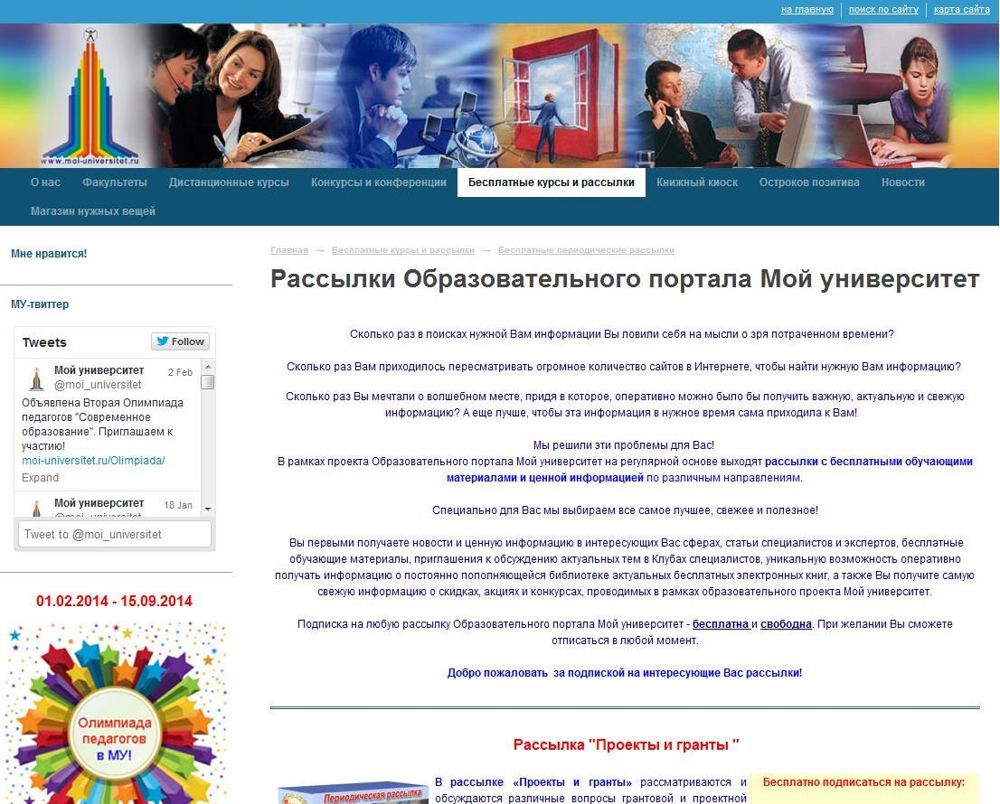 на главную поиск по сайту карта сайта
www.moi-universitet.ru
О нас Факультеты Дистанционные курсы Конкурсы и конференции Бесплатные курсы и рассылки Книжный киоск Остроков позитива Новости
Магазин нужных вещей
Мне нравится!
МУ-твиттер
Tweets Follow
Мой университет 2 Feb
@moi_universitet
Объявлена Вторая Олимпиада
педагогов "Современное
образование". Приглашаем к
участию!
moi-universitet.ru/Olimpiada/
Expand
Мой университет 18 Jan
@moi_universitet
Tweet to @moi_universitet
01.02.2014 - 15.09.2014
Олимпиада
педагогов
в МУ!
Главная → Бесплатные курсы и рассылки → Бесплатные периодические рассылки
Рассылки Образовательного портала Мой университет
Сколько раз в поисках нужной Вам информации Вы ловили себя на мысли о зря потраченном времени?
Сколько раз Вам приходилось пересматривать огромное количество сайтов в Интернете, чтобы найти нужную Вам информацию?
Сколько раз Вы мечтали о волшебном месте, придя в которое, оперативно можно было бы получить важную, актуальную и свежую
информацию? А еще лучше, чтобы эта информация в нужное время сама приходила к Вам!
Мы решили эти проблемы для Вас!
В рамках проекта Образовательного портала Мой университет на регулярной основе выходят рассылки с бесплатными обучающими
материалами и ценной информацией по различным направлениям.
Специально для Вас мы выбираем все самое лучшее, свежее и полезное!
Вы первыми получаете новости и ценную информацию в интересующих Вас сферах, статьи специалистов и экспертов, бесплатные
обучающие материалы, приглашения к обсуждению актуальных тем в Клубах специалистов, уникальную возможность оперативно
получать информацию о постоянно пополняющейся библиотеке актуальных бесплатных электронных книг, а также Вы получите самую
свежую информацию о скидках, акциях и конкурсах, проводимых в рамках образовательного проекта Мой университет.
Подписка на любую рассылку Образовательного портала Мой университет - бесплатна и свободна. При желании Вы сможете
отписаться в любой момент.
Добро пожаловать за подпиской на интересующие Вас рассылки!
Рассылка "Проекты и гранты "
Периодическая рассылка
В рассылке «Проекты и гранты» рассматриваются и
обсуждаются различные вопросы грантовой и проектной
Бесплатно подписаться на рассылку: